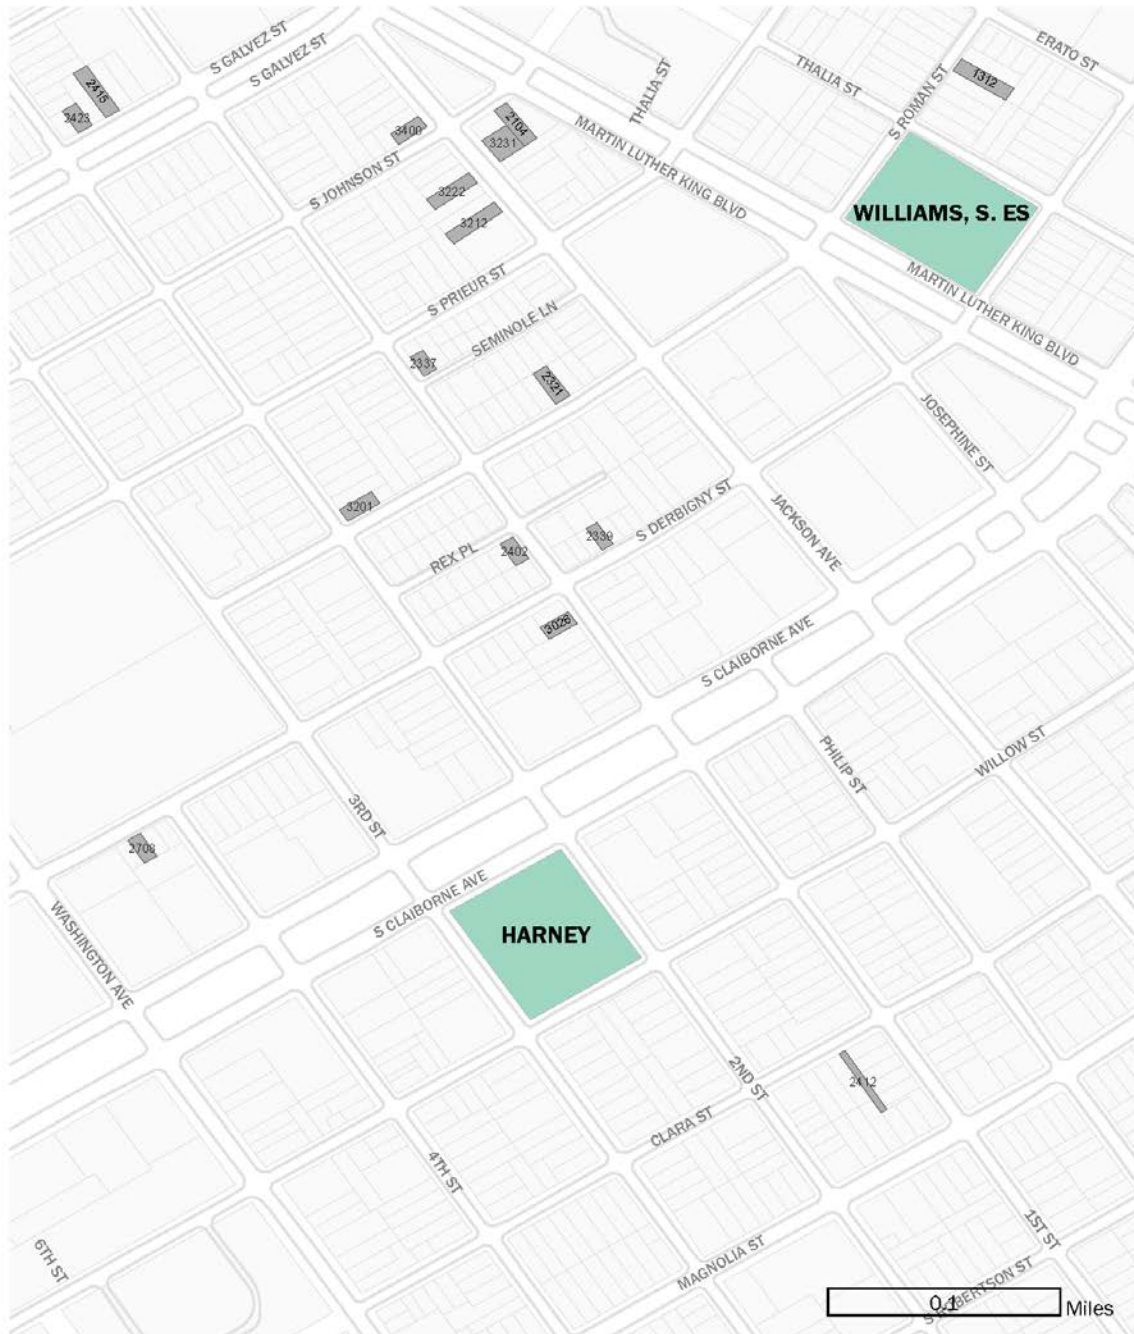 S GALVEZ ST
S GALVEZ ST
ERATO ST
THALIA ST
THALIA ST
S ROMAN ST
1312
2415
2423
3400
2104
3231
MARTIN LUTHER KING BLVD
S JOHNSON ST
3222
3212
WILLIAMS, S. ES
S PRIEUR ST
MARTIN LUTHER KING BLVD
SEMINOLE LN
2337
2321
JOSEPHINE ST
3201
S DERBIGNY ST
JACKSON AVE
2339
REX PL
2402
3026
S CLAIBORNE AVE
PHILIP ST
WILLOW ST
3RD ST
2708
S CLAIBORNE AVE
HARNEY
WASHINGTON AVE
2ND ST
2412
CLARA ST
4TH ST
1ST ST
MAGNOLIA ST
6TH ST
S ROBERTSON ST
0.1
Miles